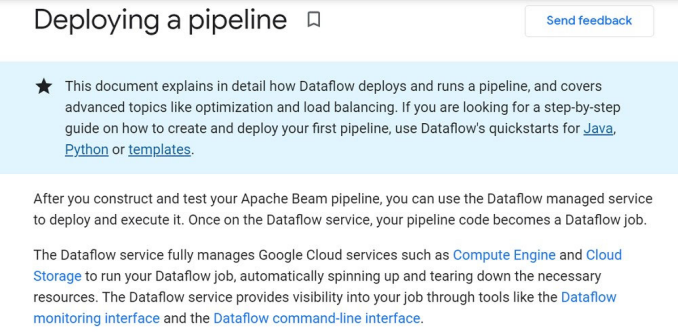 Deploying a pipeline
Send feedback
This document explains in detail how Dataflow deploys and runs a pipeline, and covers
advanced topics like optimization and load balancing. If you are looking for a step-by-step
guide on how to create and deploy your first pipeline, use Dataflow's quickstarts for Java,
Python or templates.
After you construct and test your Apache Beam pipeline, you can use the Dataflow managed service
to deploy and execute it. Once on the Dataflow service, your pipeline code becomes a Dataflow job.
The Dataflow service fully manages Google Cloud services such as Compute Engine and Cloud
Storage to run your Dataflow job, automatically spinning up and tearing down the necessary
resources. The Dataflow service provides visibility into your job through tools like the Dataflow
monitoring interface and the Dataflow command-line interface.